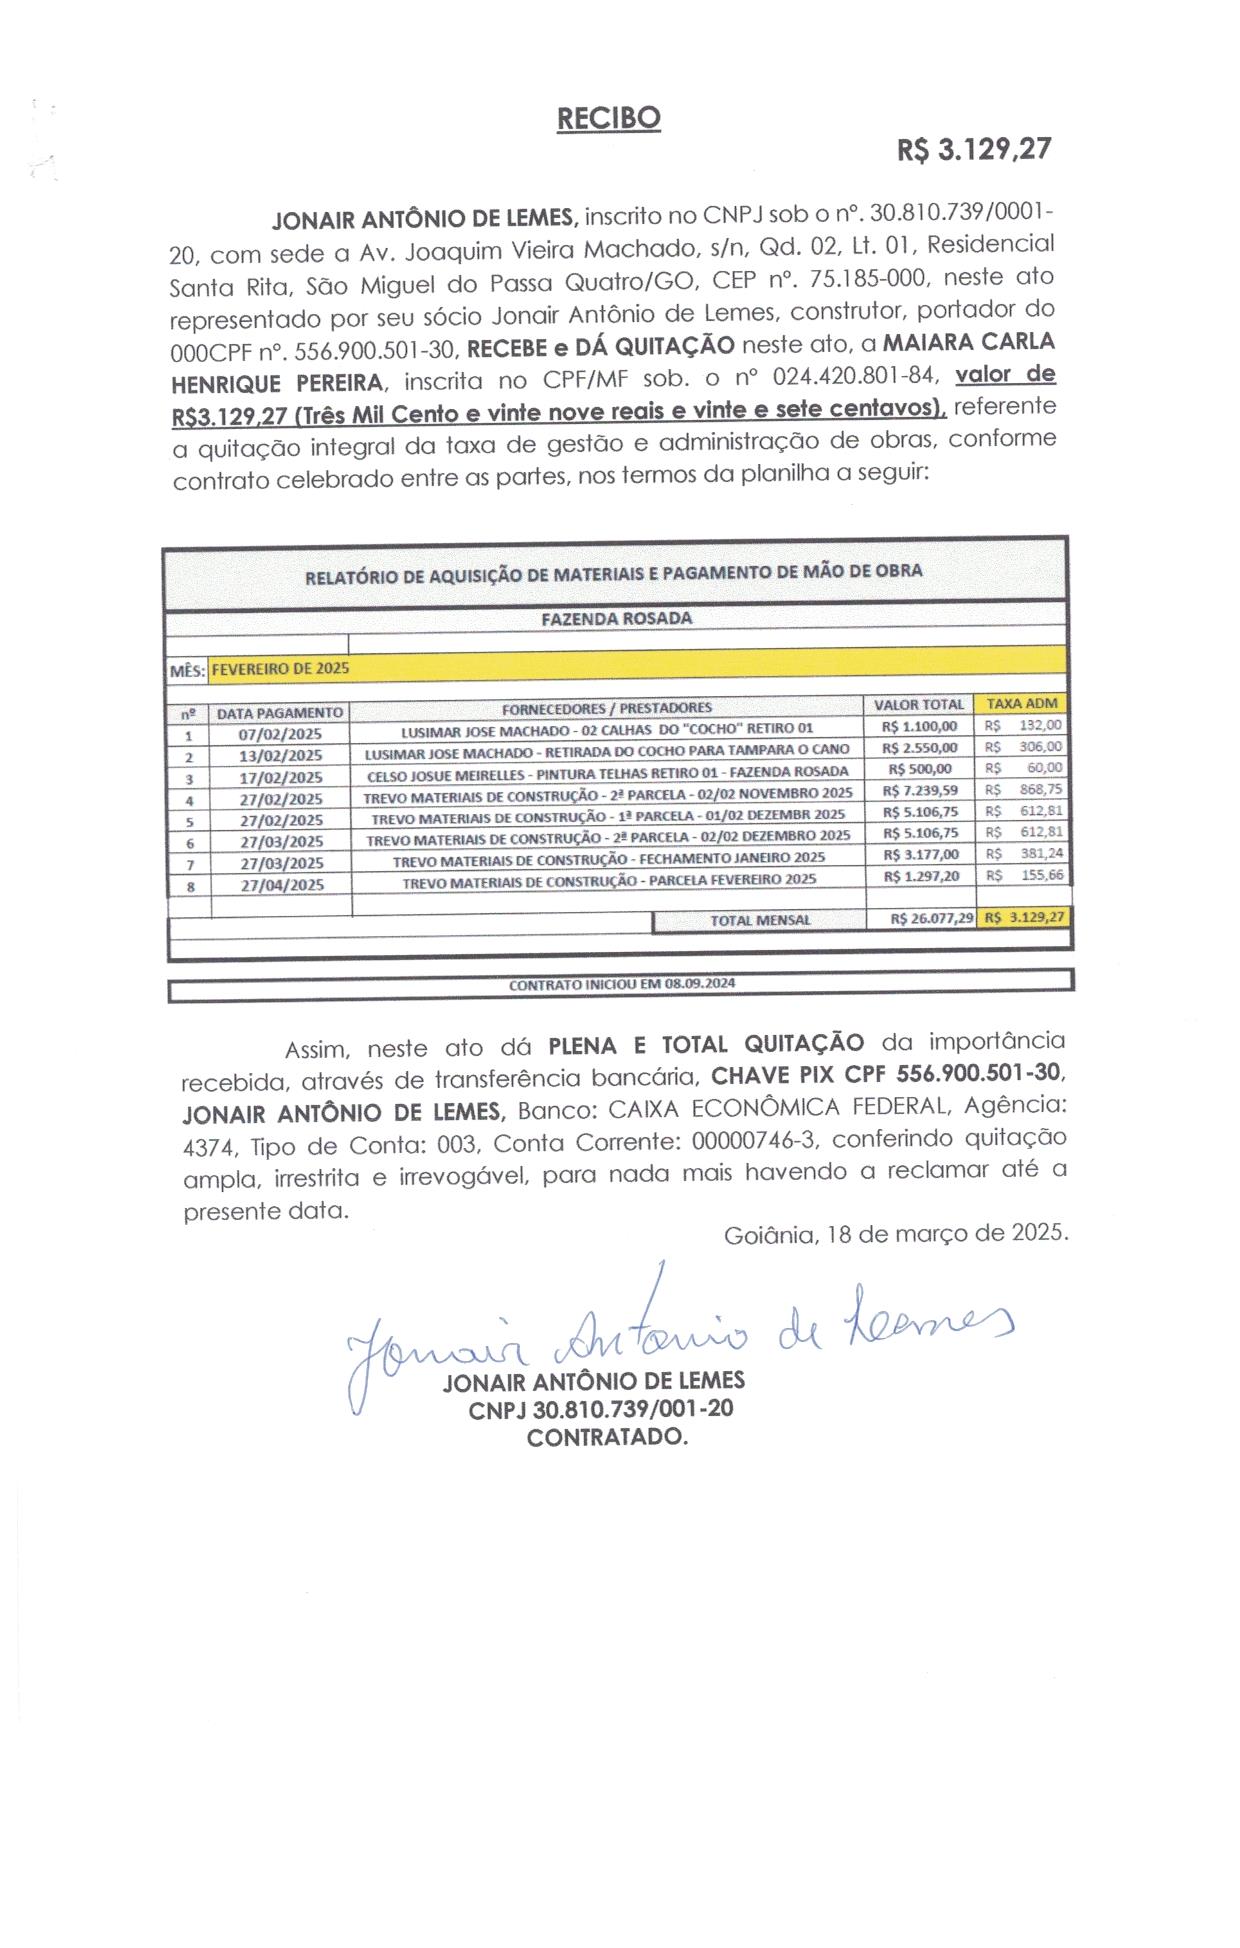 RECIBO
R$ 3.129,27
JONAIR ANTÔNIO DE LEMES, inscrito no CNPJ sob o nº. 30.810.739/0001-
20, com sede a Av. Joaquim Vieira Machado, s/n, Qd. 02, Lt. 01, Residencial
Santa Rita, São Miguel do Passa Quatro/GO, CEP nº. 75.185-000, neste ato
representado por seu sócio Jonair Antônio de Lemes, construtor, portador do
000CPF nº. 556.900.501-30, RECEBE e DÁ QUITAÇÃO neste ato, a MAIARA CARLA
HENRIQUE PEREIRA, inscrita no CPF/MF sob. o nº 024.420.801-84, valor de
R$3.129,27 (Três Mil Cento e vinte nove reais e vinte e sete centavos), referente
a quitação integral da taxa de gestão e administração de obras, conforme
contrato celebrado entre as partes, nos termos da planilha a seguir:
RELATÓRIO DE AQUISIÇÃO DE MATERIAIS E PAGAMENTO DE MÃO DE OBRA
FAZENDA ROSADA
MÊS: FEVEREIRO DE 2025
nº DATA PAGAMENTO FORNECEDORES / PRESTADORES VALOR TOTAL TAXA ADM
1 07/02/2025 LUSIMAR JOSE MACHADO - 02 CALHAS DO "COCHO" RETIRO 01 R$ 1.100,00 R$ 132,00
2 13/02/2025 LUSIMAR JOSE MACHADO - RETIRADA DO COCHO PARA TAMPARA O CANO R$ 2.550,00 R$ 306,00
3 17/02/2025 CELSO JOSUE MEIRELLES - PINTURA TELHAS RETIRO 01 - FAZENDA ROSADA R$ 500,00 R$ 60,00
4 27/02/2025 TREVO MATERIAIS DE CONSTRUÇÃO - 2ª PARCELA - 02/02 NOVEMBRO 2025 R$ 7.239,59 R$ 868,75
5 27/02/2025 TREVO MATERIAIS DE CONSTRUÇÃO - 1ª PARCELA - 01/02 DEZEMBR 2025 R$ 5.106,75 R$ 612,81
6 27/03/2025 TREVO MATERIAIS DE CONSTRUÇÃO - 2ª PARCELA - 02/02 DEZEMBRO 2025 R$ 5.106,75 R$ 612,81
7 27/03/2025 TREVO MATERIAIS DE CONSTRUÇÃO - FECHAMENTO JANEIRO 2025 R$ 3.177,00 R$ 381,24
8 27/04/2025 TREVO MATERIAIS DE CONSTRUÇÃO - PARCELA FEVEREIRO 2025 R$ 1.297,20 R$ 155,66
TOTAL MENSAL R$ 26.077,29 R$ 3.129,27
CONTRATO INICIOU EM 08.09.2024
Assim, neste ato dá PLENA E TOTAL QUITAÇÃO da importância
recebida, através de transferência bancária, CHAVE PIX CPF 556.900.501-30,
JONAIR ANTÔNIO DE LEMES, Banco: CAIXA ECONÔMICA FEDERAL, Agência:
4374, Tipo de Conta: 003, Conta Corrente: 00000746-3, conferindo quitação
ampla, irrestrita e irrevogável, para nada mais havendo a reclamar até a
presente data.
Goiânia, 18 de março de 2025.
Jonair Antonio de Leemes
JONAIR ANTÔNIO DE LEMES
CNPJ 30.810.739/001-20
CONTRATADO.